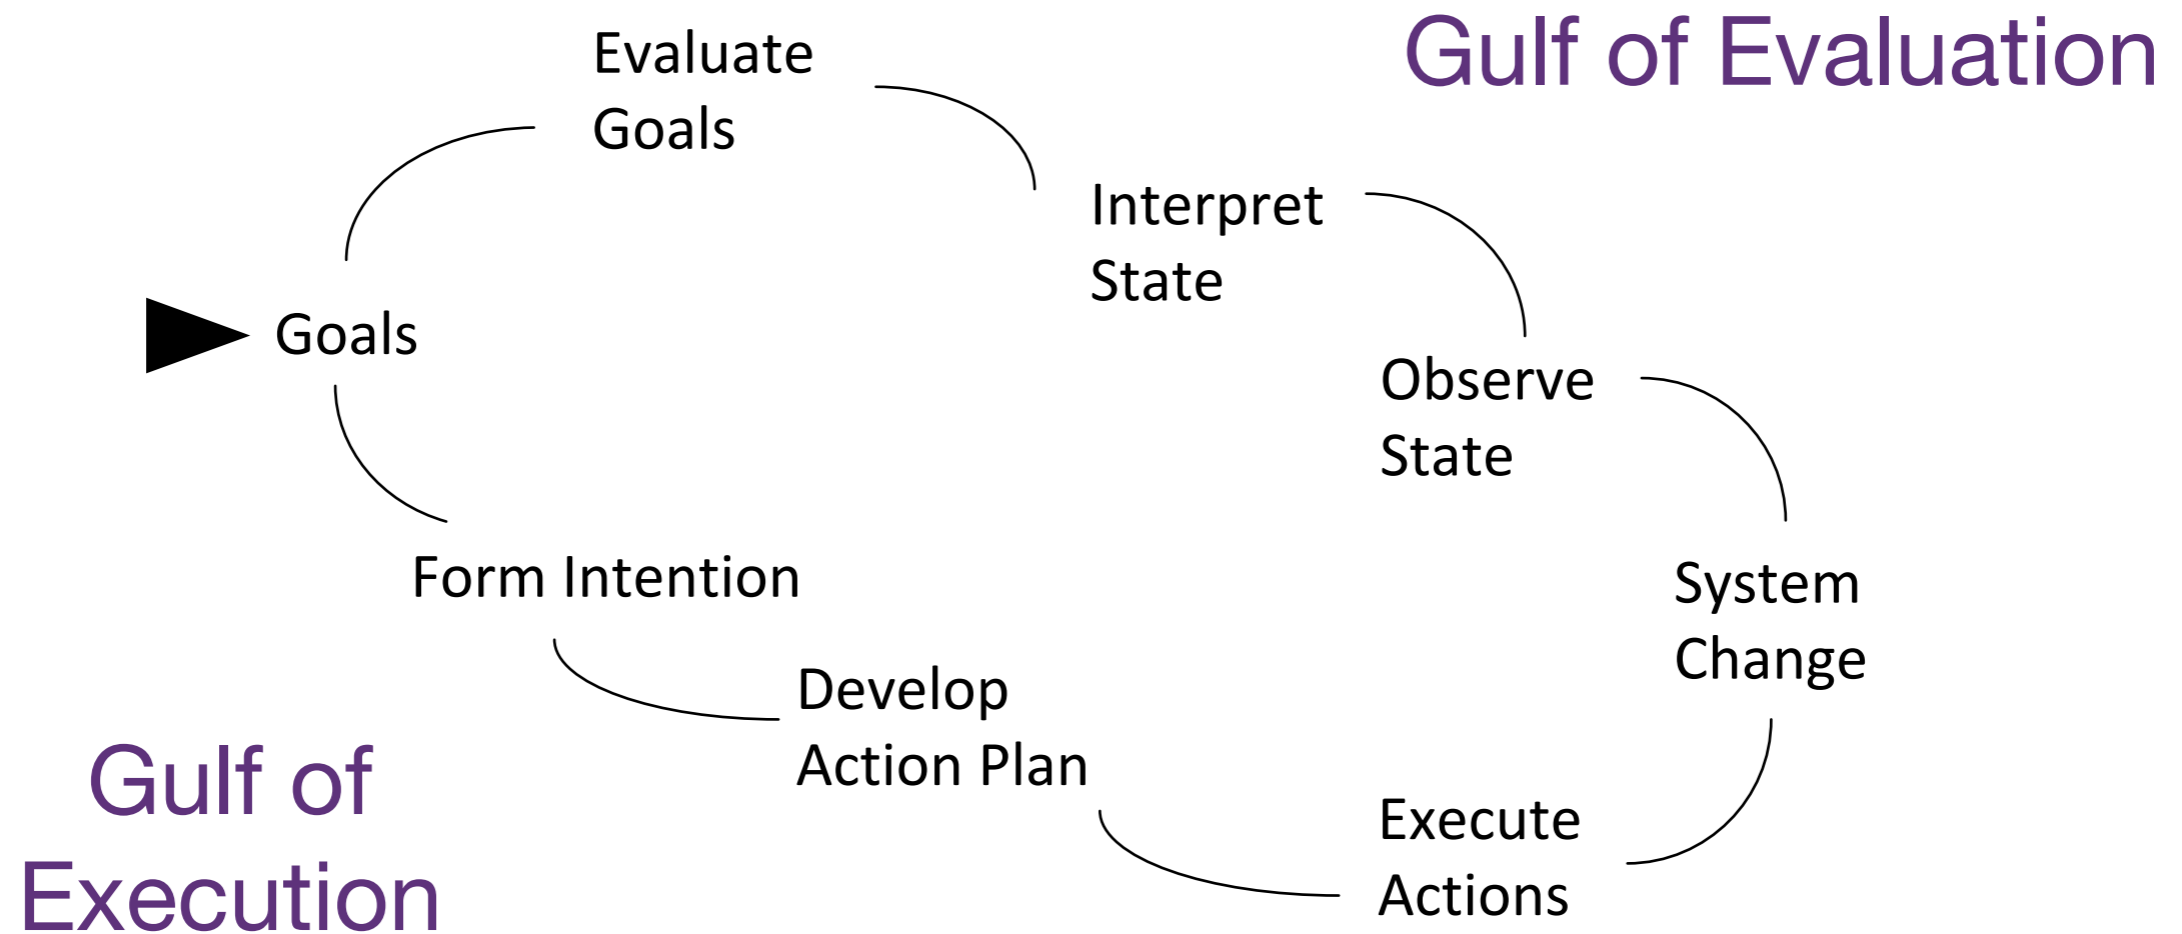 Gulf of Evaluation
Evaluate
Goals
Interpret
State
Goals
Observe
State
Form Intention
System
Change
Develop
Action Plan
Gulf of
Execution
Execute
Actions